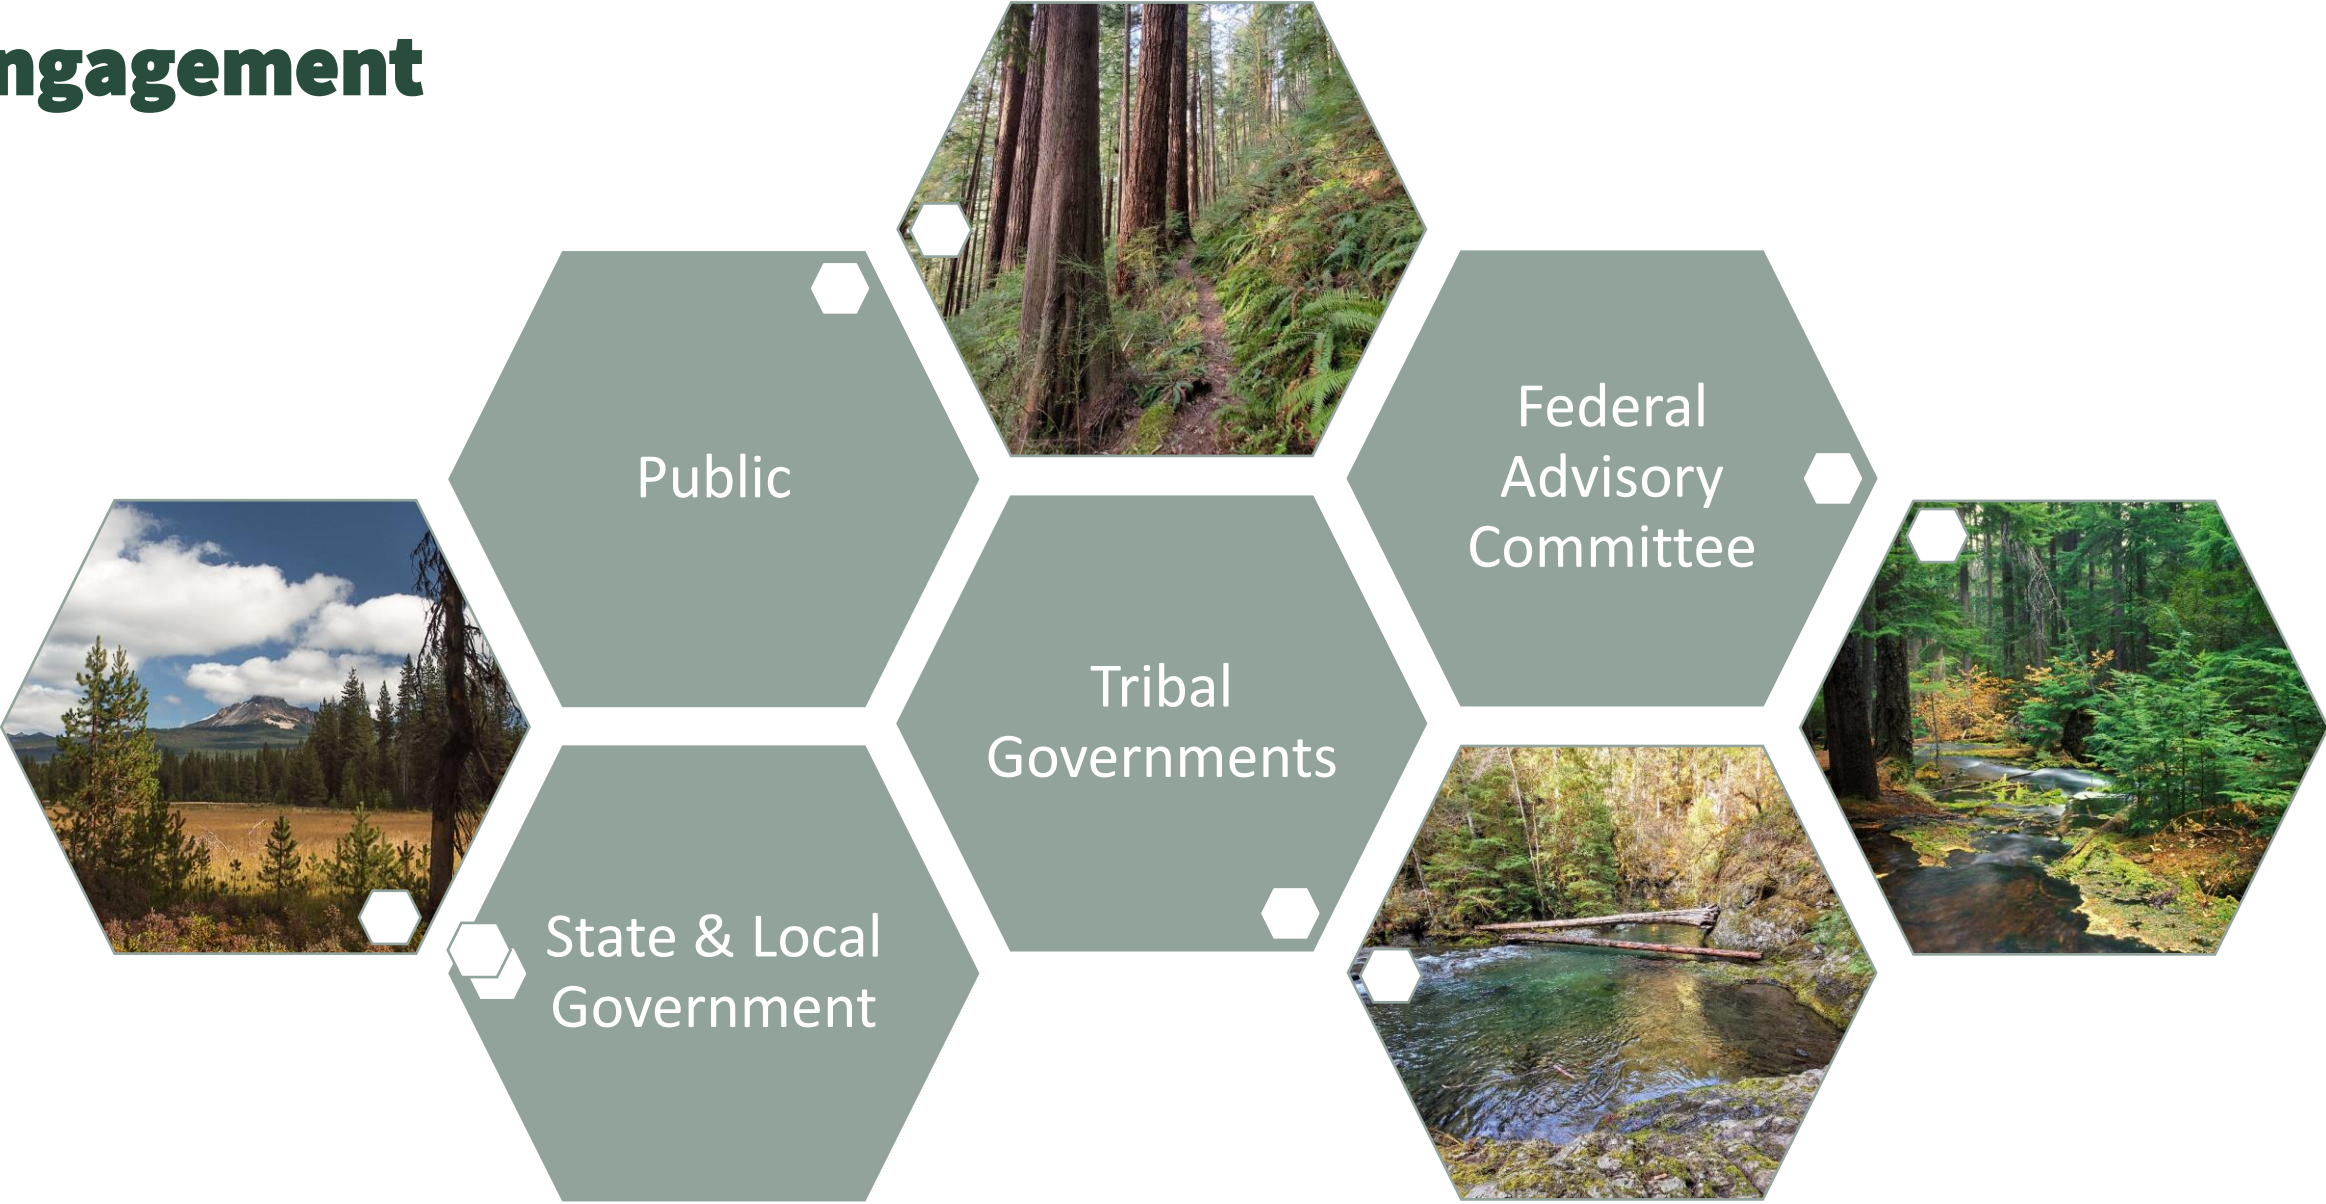 ngagement
Public
Federal
Advisory
Committee
Tribal
Governments
State & Local
Government